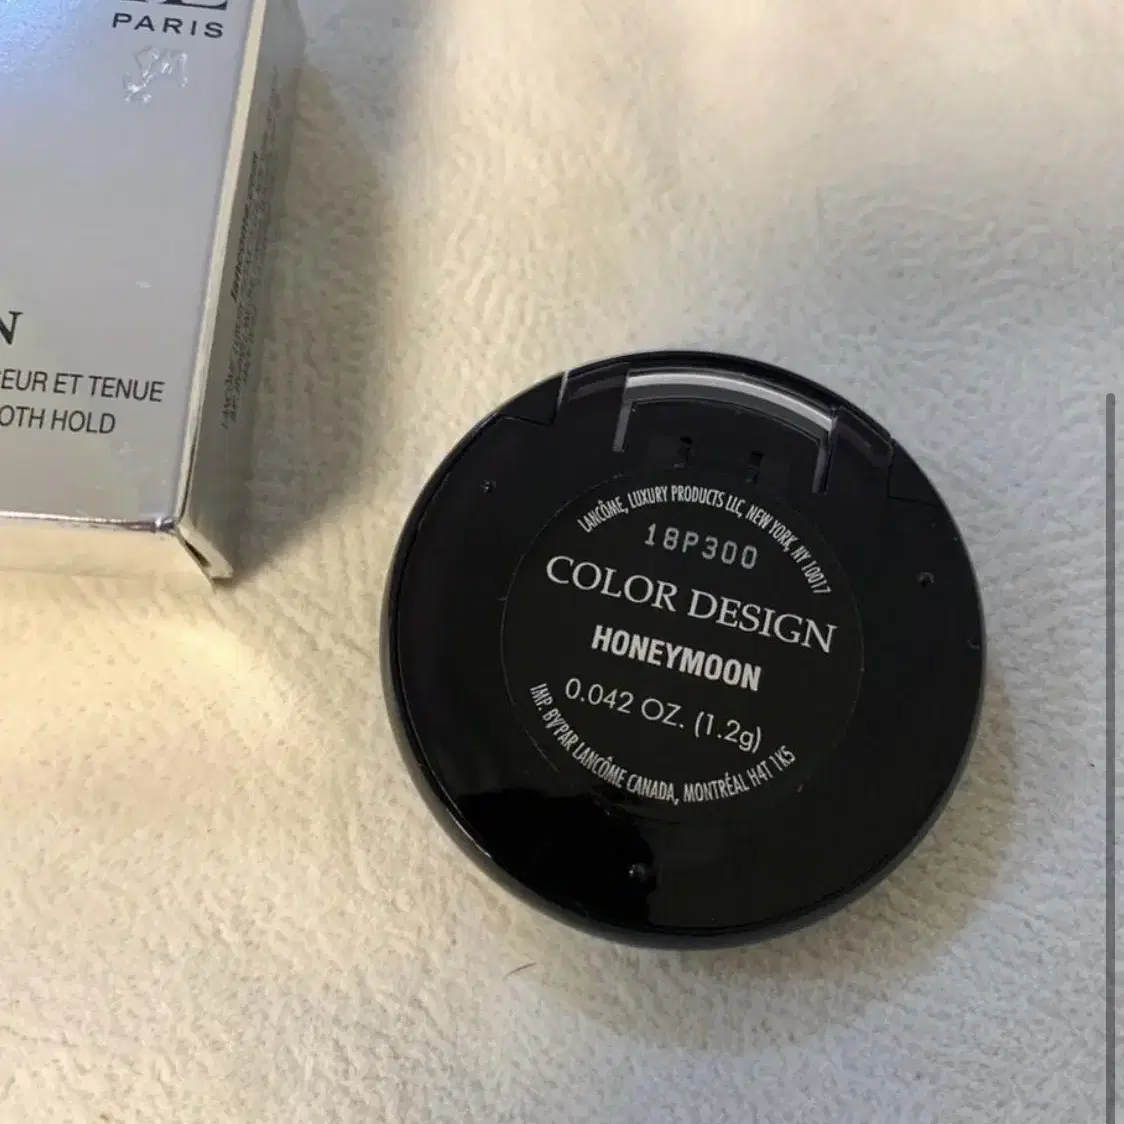 PARIS
N
EUR ET TENUE
OTH HOLD
LANCÔME, LUXURY PRODUCTS LLC, NEW YORK, NY 10017
18P300
COLOR DESIGN
HONEYMOON
0.042 OZ. (1.2g)
IMP. BY/PAR LANCÔME CANADA, MONTRÉAL H4T 1K5